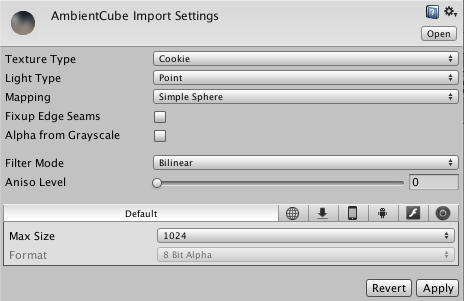 AmbientCube Import Settings
Open
Texture Type Cookie
Light Type Point
Mapping Simple Sphere
Fixup Edge Seams
Alpha from Grayscale
Filter Mode Bilinear
Aniso Level 0
Default
Max Size 1024
Format 8 Bit Alpha
Revert Apply